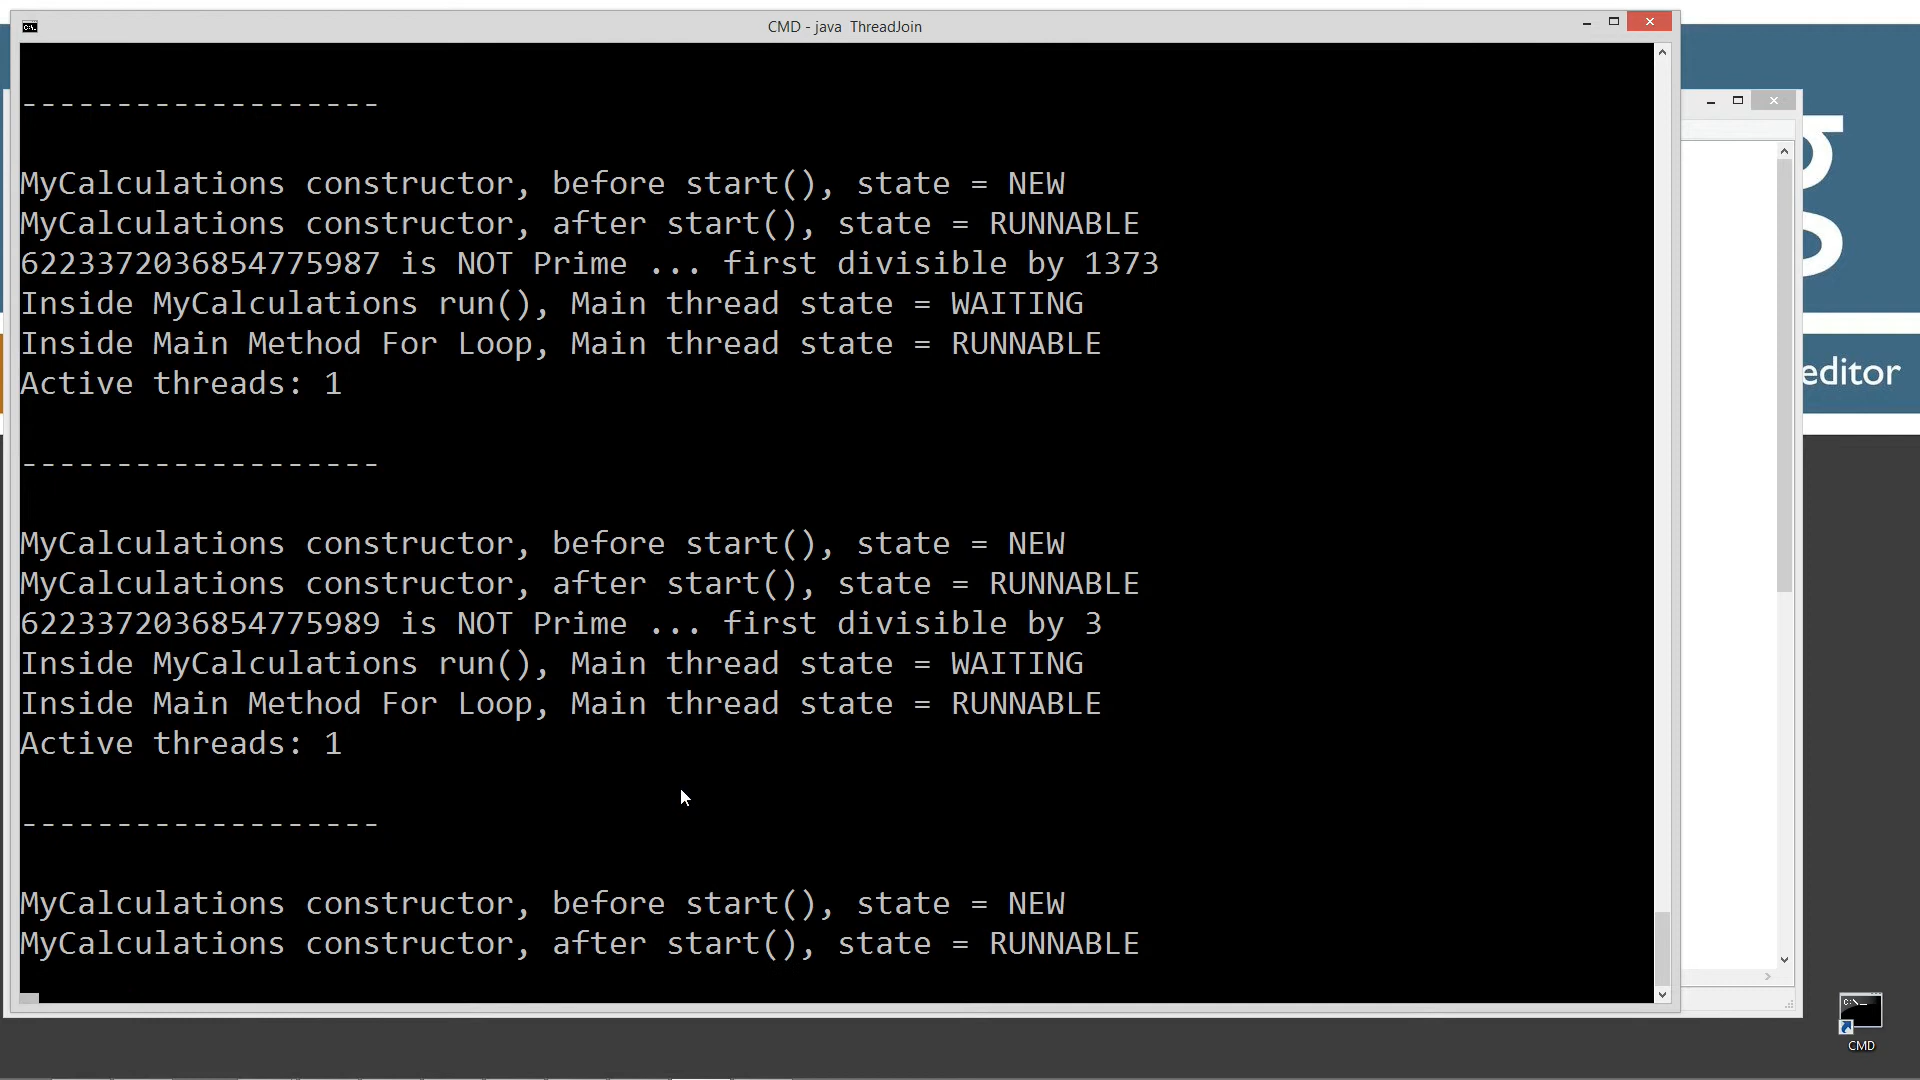 CMD - java  ThreadJoin
-------------------
MyCalculations constructor, before start(), state = NEW
MyCalculations constructor, after start(), state = RUNNABLE
6223372036854775987 is NOT Prime ... first divisible by 1373
Inside MyCalculations run(), Main thread state = WAITING
Inside Main Method For Loop, Main thread state = RUNNABLE
Active threads: 1
-------------------
MyCalculations constructor, before start(), state = NEW
MyCalculations constructor, after start(), state = RUNNABLE
6223372036854775989 is NOT Prime ... first divisible by 3
Inside MyCalculations run(), Main thread state = WAITING
Inside Main Method For Loop, Main thread state = RUNNABLE
Active threads: 1
-------------------
MyCalculations constructor, before start(), state = NEW
MyCalculations constructor, after start(), state = RUNNABLE
g
editor
CMD